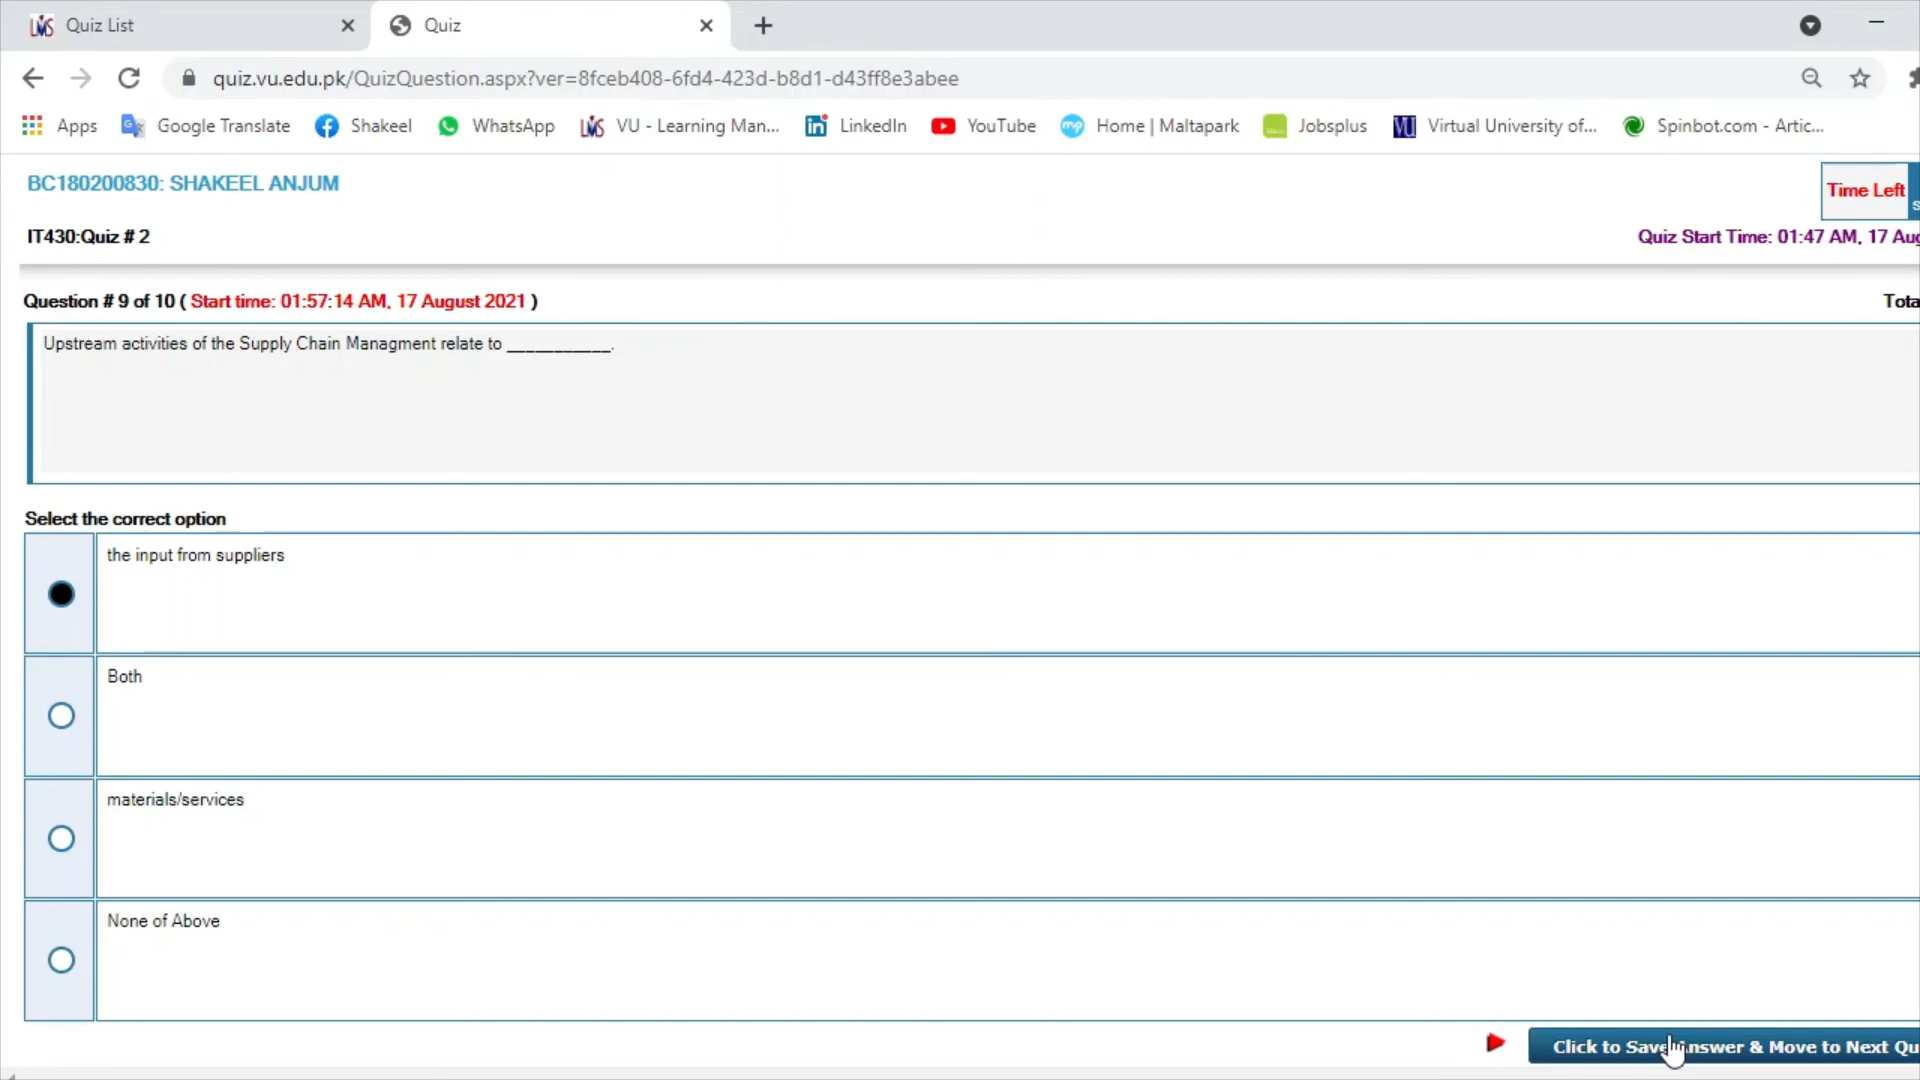 Quiz List
Quiz
quiz.vu.edu.pk/QuizQuestion.aspx?ver=8fceb408-6fd4-423d-b8d1-d43ff8e3abee
Apps Google Translate Shakeel WhatsApp VU - Learning Man... LinkedIn YouTube Home | Maltapark Jobsplus Virtual University of... Spinbot.com - Artic...
BC180200830: SHAKEEL ANJUM
Time Left
IT430:Quiz # 2
Quiz Start Time: 01:47 AM, 17 Aug
Question # 9 of 10 ( Start time: 01:57:14 AM, 17 August 2021 )
Tota
Upstream activities of the Supply Chain Managment relate to ___________.
Select the correct option
the input from suppliers
Both
materials/services
None of Above
Click to Save Answer & Move to Next Qu